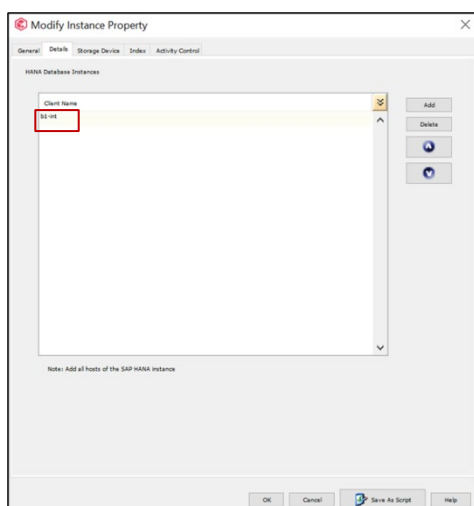 Modify Instance Property
General Details Storage Device Index Activity Control
HANA Database Instances
Client Name
Add
b1-int
Delete
Note: Add all hosts of the SAP HANA instance
OK Cancel Save As Script Help